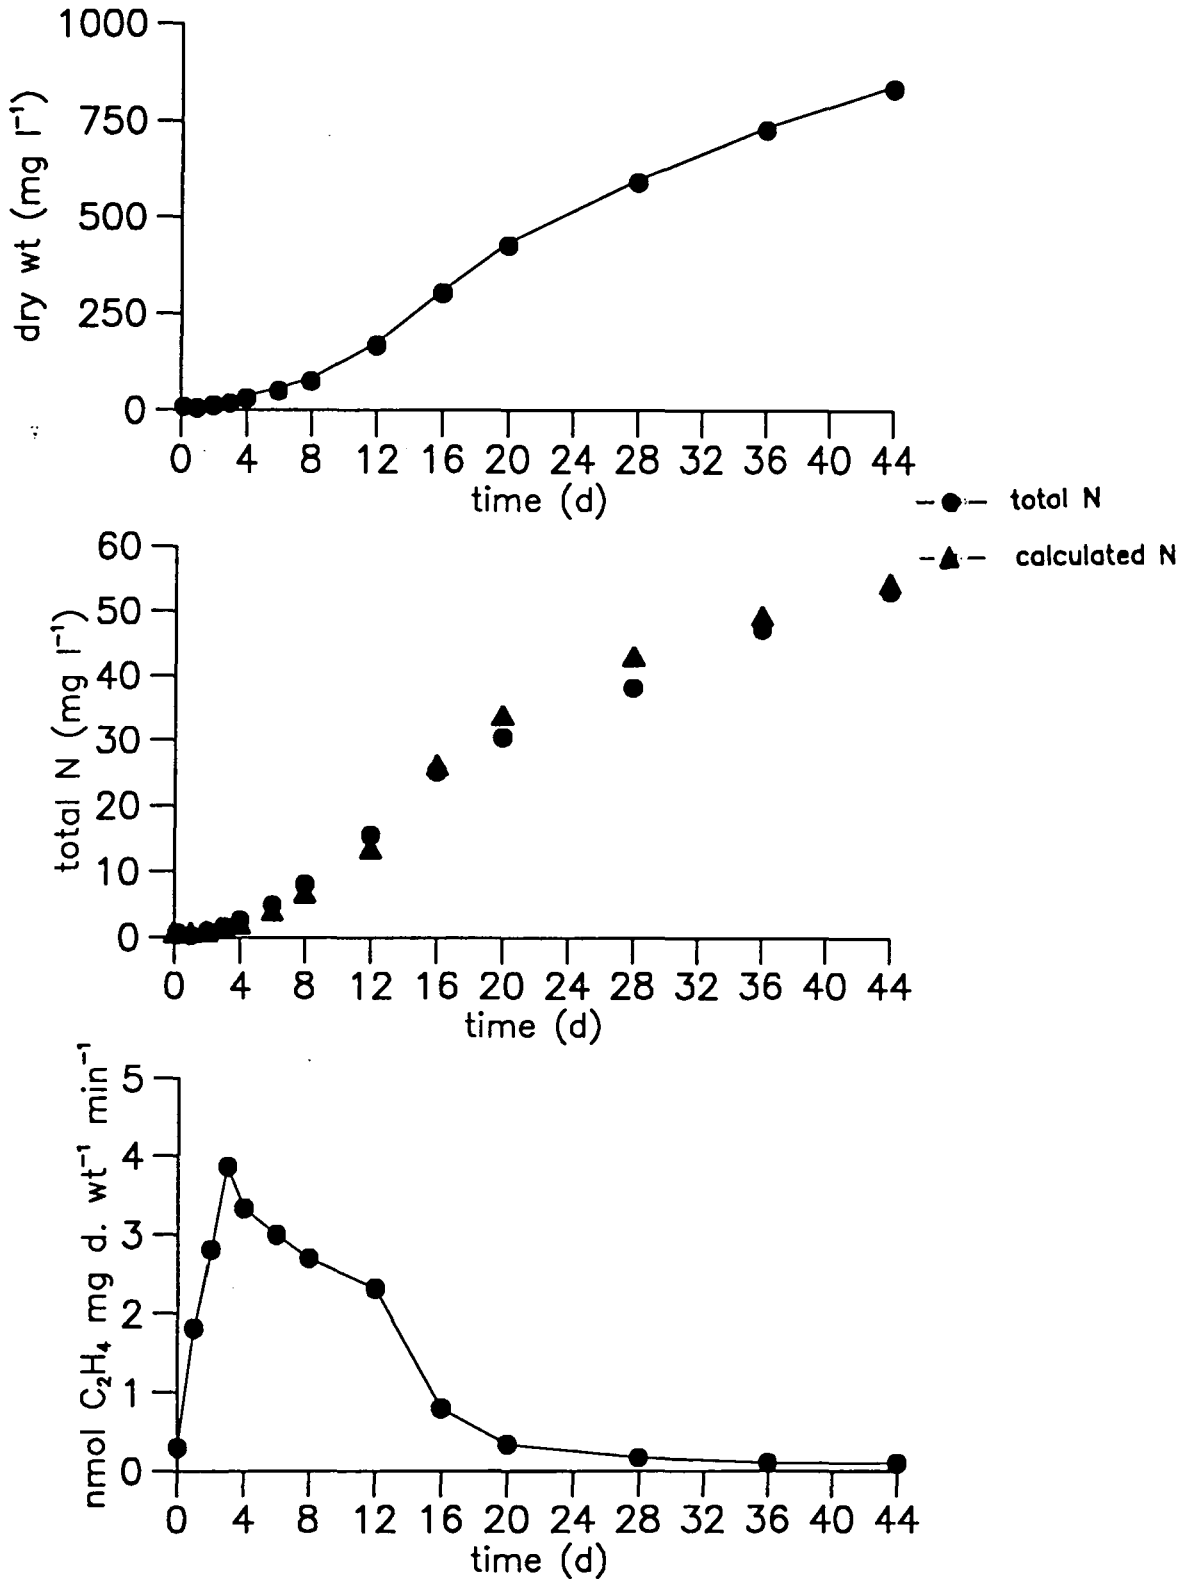 1000
750
500
250
0
dry wt (mg l⁻¹)
0 4 8 12 16 20 24 28 32 36 40 44
time (d)
total N
calculated N
60
50
40
30
20
10
0
total N (mg l⁻¹)
0 4 8 12 16 20 24 28 32 36 40 44
time (d)
5
4
3
2
1
0
nmol C₂H₄ mg d. wt⁻¹ min⁻¹
0 4 8 12 16 20 24 28 32 36 40 44
time (d)